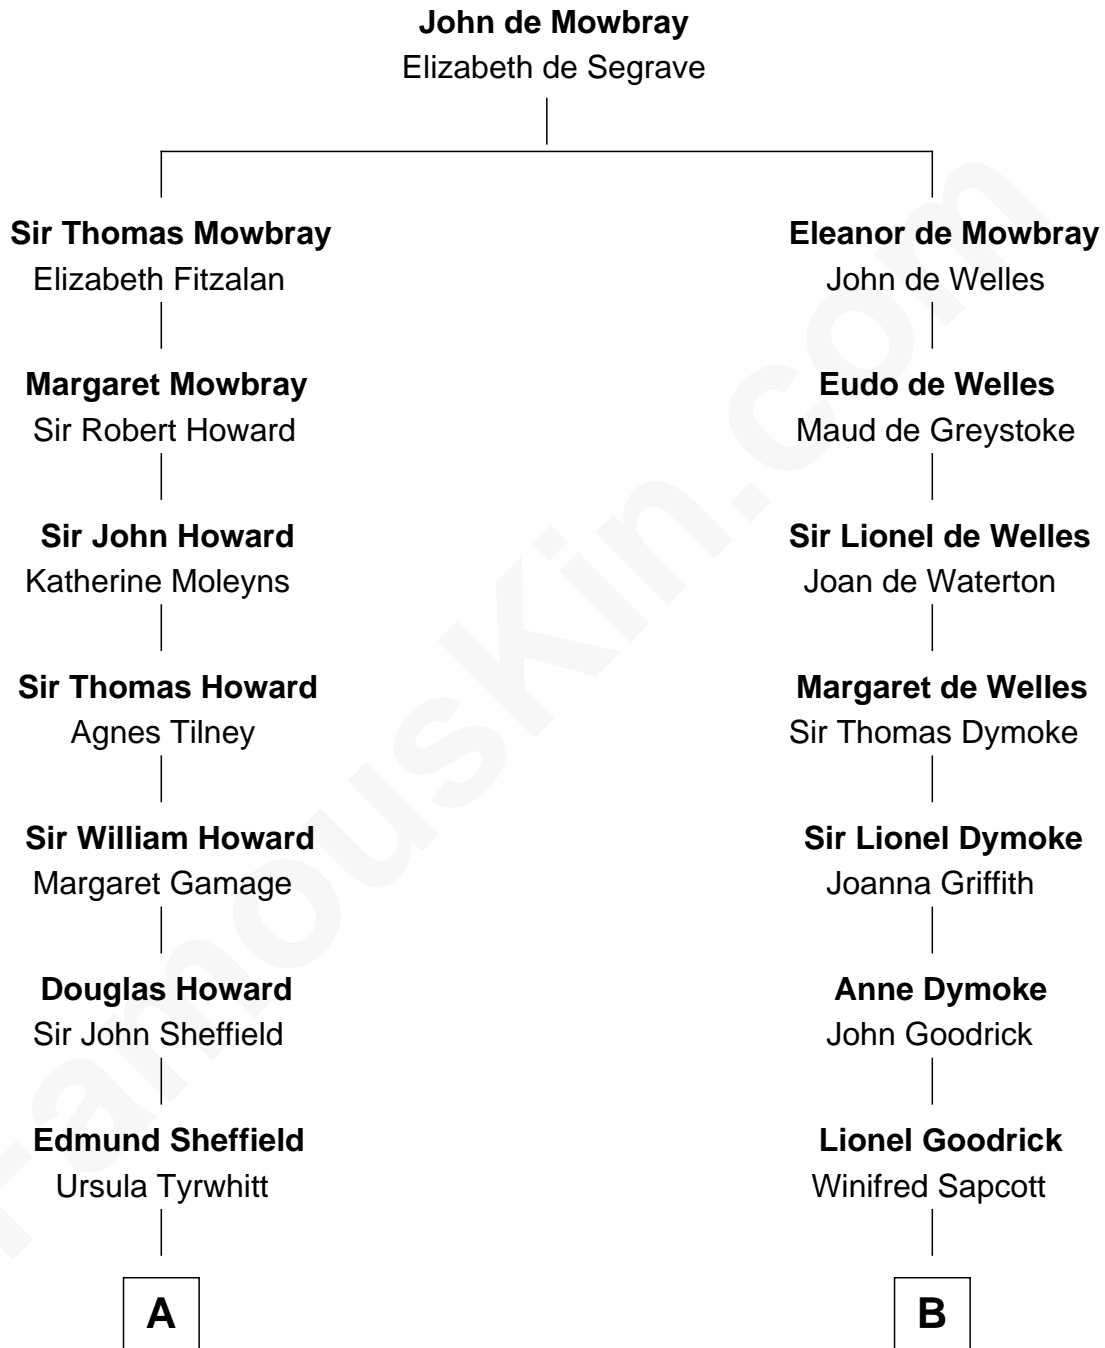 John de Mowbray
Elizabeth de Segrave
Sir Thomas Mowbray
Elizabeth Fitzalan
Eleanor de Mowbray
John de Welles
Margaret Mowbray
Sir Robert Howard
Eudo de Welles
Maud de Greystoke
Sir John Howard
Katherine Moleyns
Sir Lionel de Welles
Joan de Waterton
Sir Thomas Howard
Agnes Tilney
Margaret de Welles
Sir Thomas Dymoke
Sir William Howard
Margaret Gamage
Sir Lionel Dymoke
Joanna Griffith
Douglas Howard
Sir John Sheffield
Anne Dymoke
John Goodrick
Edmund Sheffield
Ursula Tyrwhitt
Lionel Goodrick
Winifred Sapcott
A
B
FamousKin.com